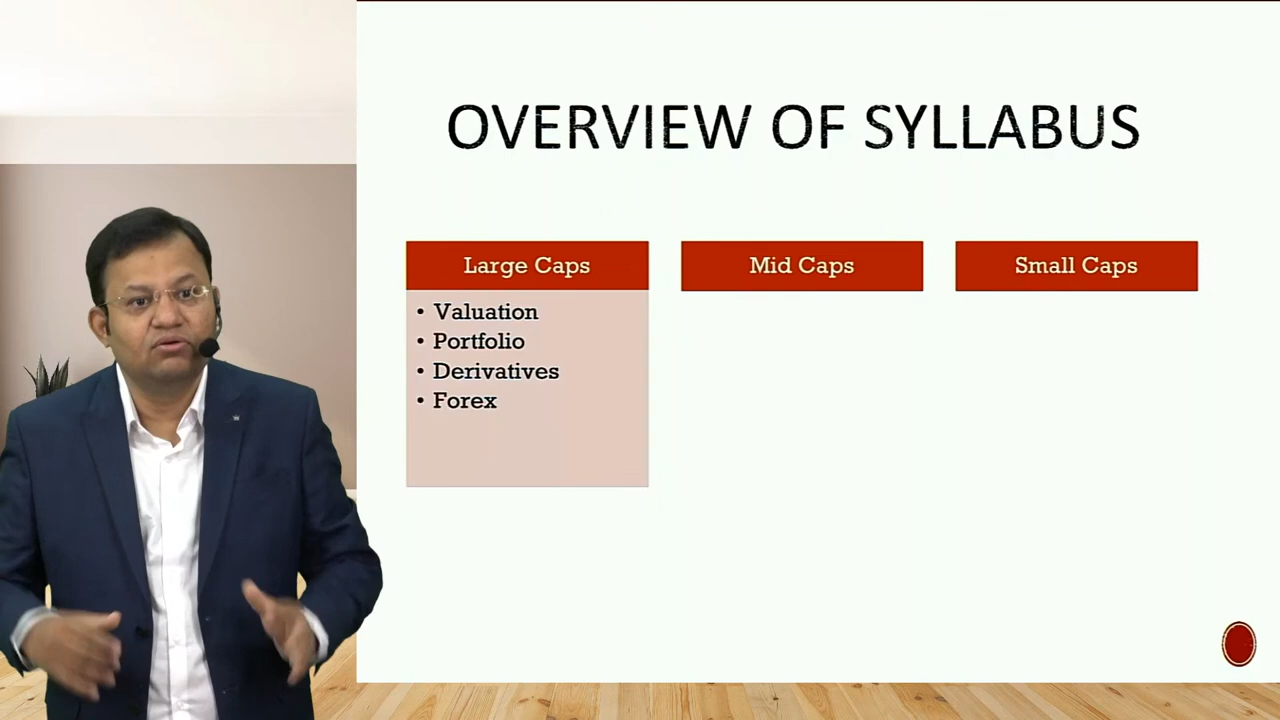 OVERVIEW OF SYLLABUS
Large Caps
• Valuation
• Portfolio
• Derivatives
• Forex
Mid Caps
Small Caps